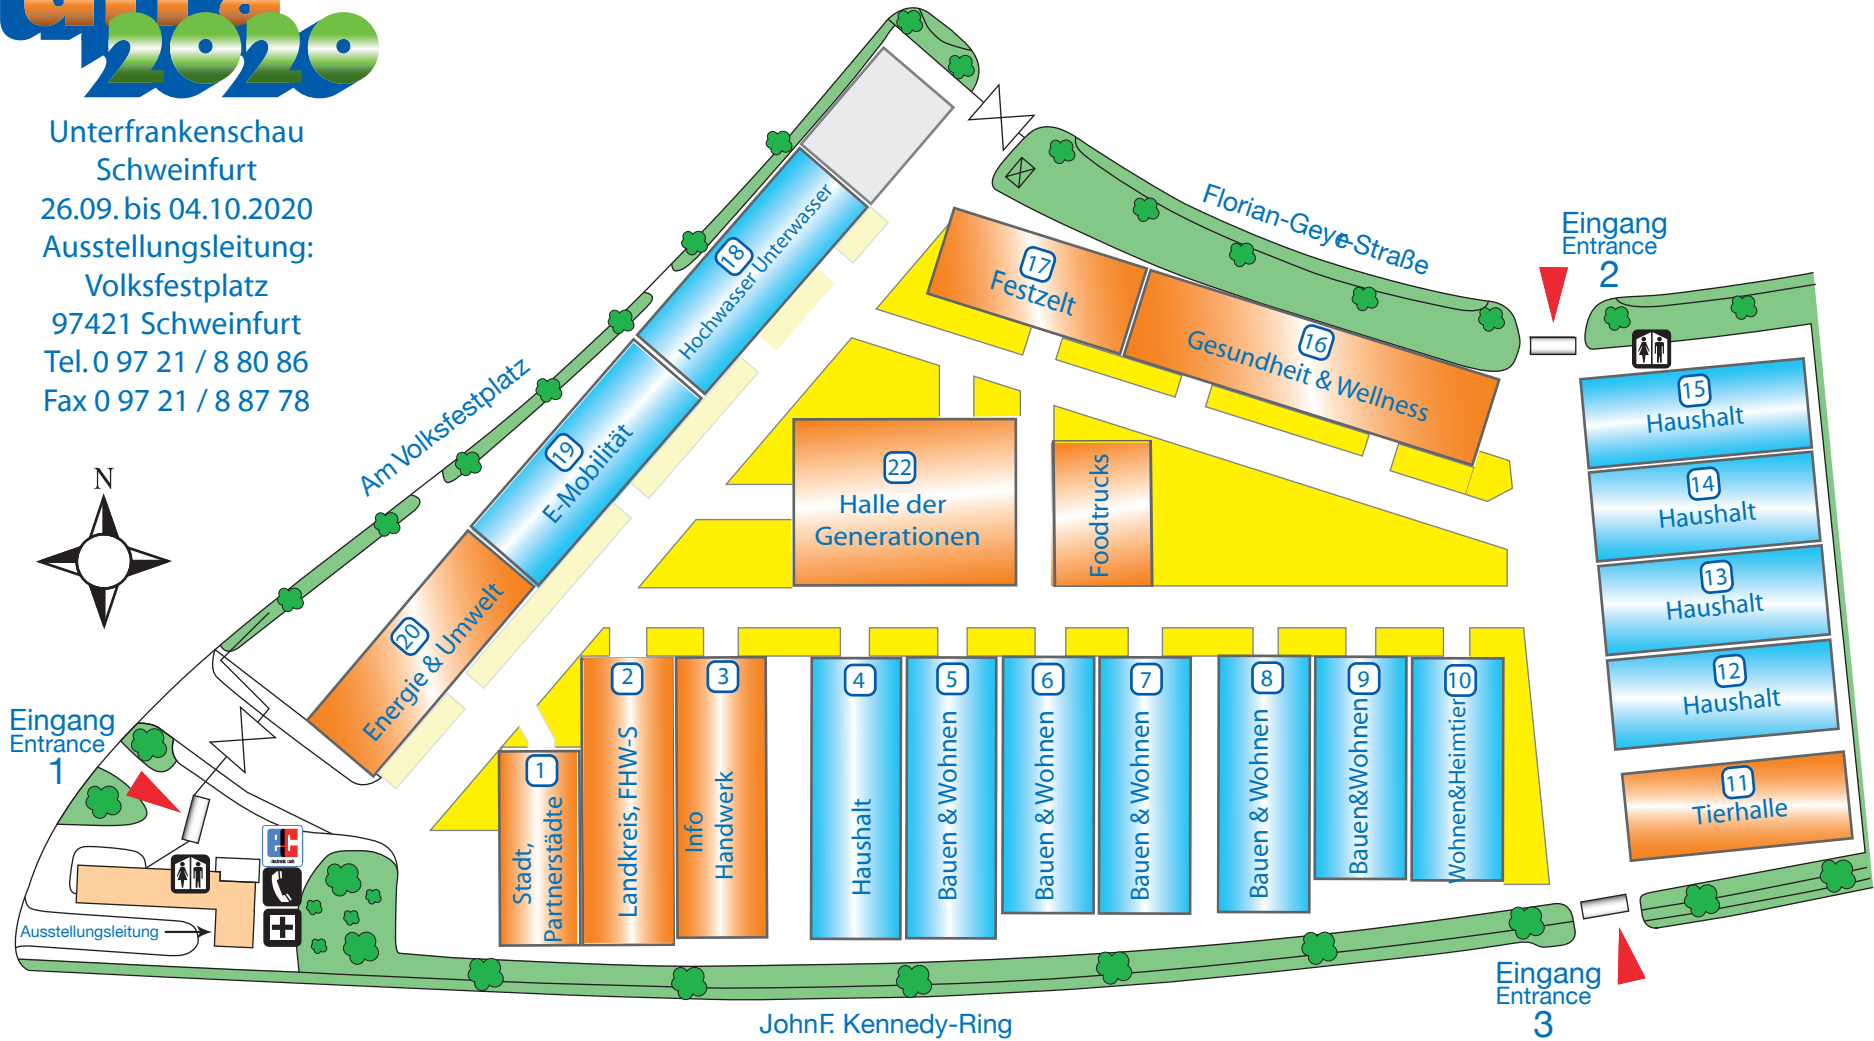 2020
Unterfrankenschau
Schweinfurt
26.09. bis 04.10.2020
Ausstellungsleitung:
Volksfestplatz
97421 Schweinfurt
Tel. 0 97 21 / 8 80 86
Fax 0 97 21 / 8 87 78
N
Am Volksfestplatz
Florian-Geyer-Straße
Eingang
Entrance
2
18
Hochwasser Unterwasser
19
E-Mobilität
20
Energie & Umwelt
17
Festzelt
16
Gesundheit & Wellness
22
Halle der
Generationen
Foodtrucks
15
Haushalt
14
Haushalt
13
Haushalt
12
Haushalt
11
Tierhalle
Eingang
Entrance
1
1
Stadt,
Partnerstädte
2
Landkreis, FHW-S
3
Info
Handwerk
4
Haushalt
5
Bauen & Wohnen
6
Bauen & Wohnen
7
Bauen & Wohnen
8
Bauen & Wohnen
9
Bauen&Wohnen
10
Wohnen&Heimtier
EC
electronic cash
Ausstellungsleitung
Eingang
Entrance
3
JohnF. Kennedy-Ring